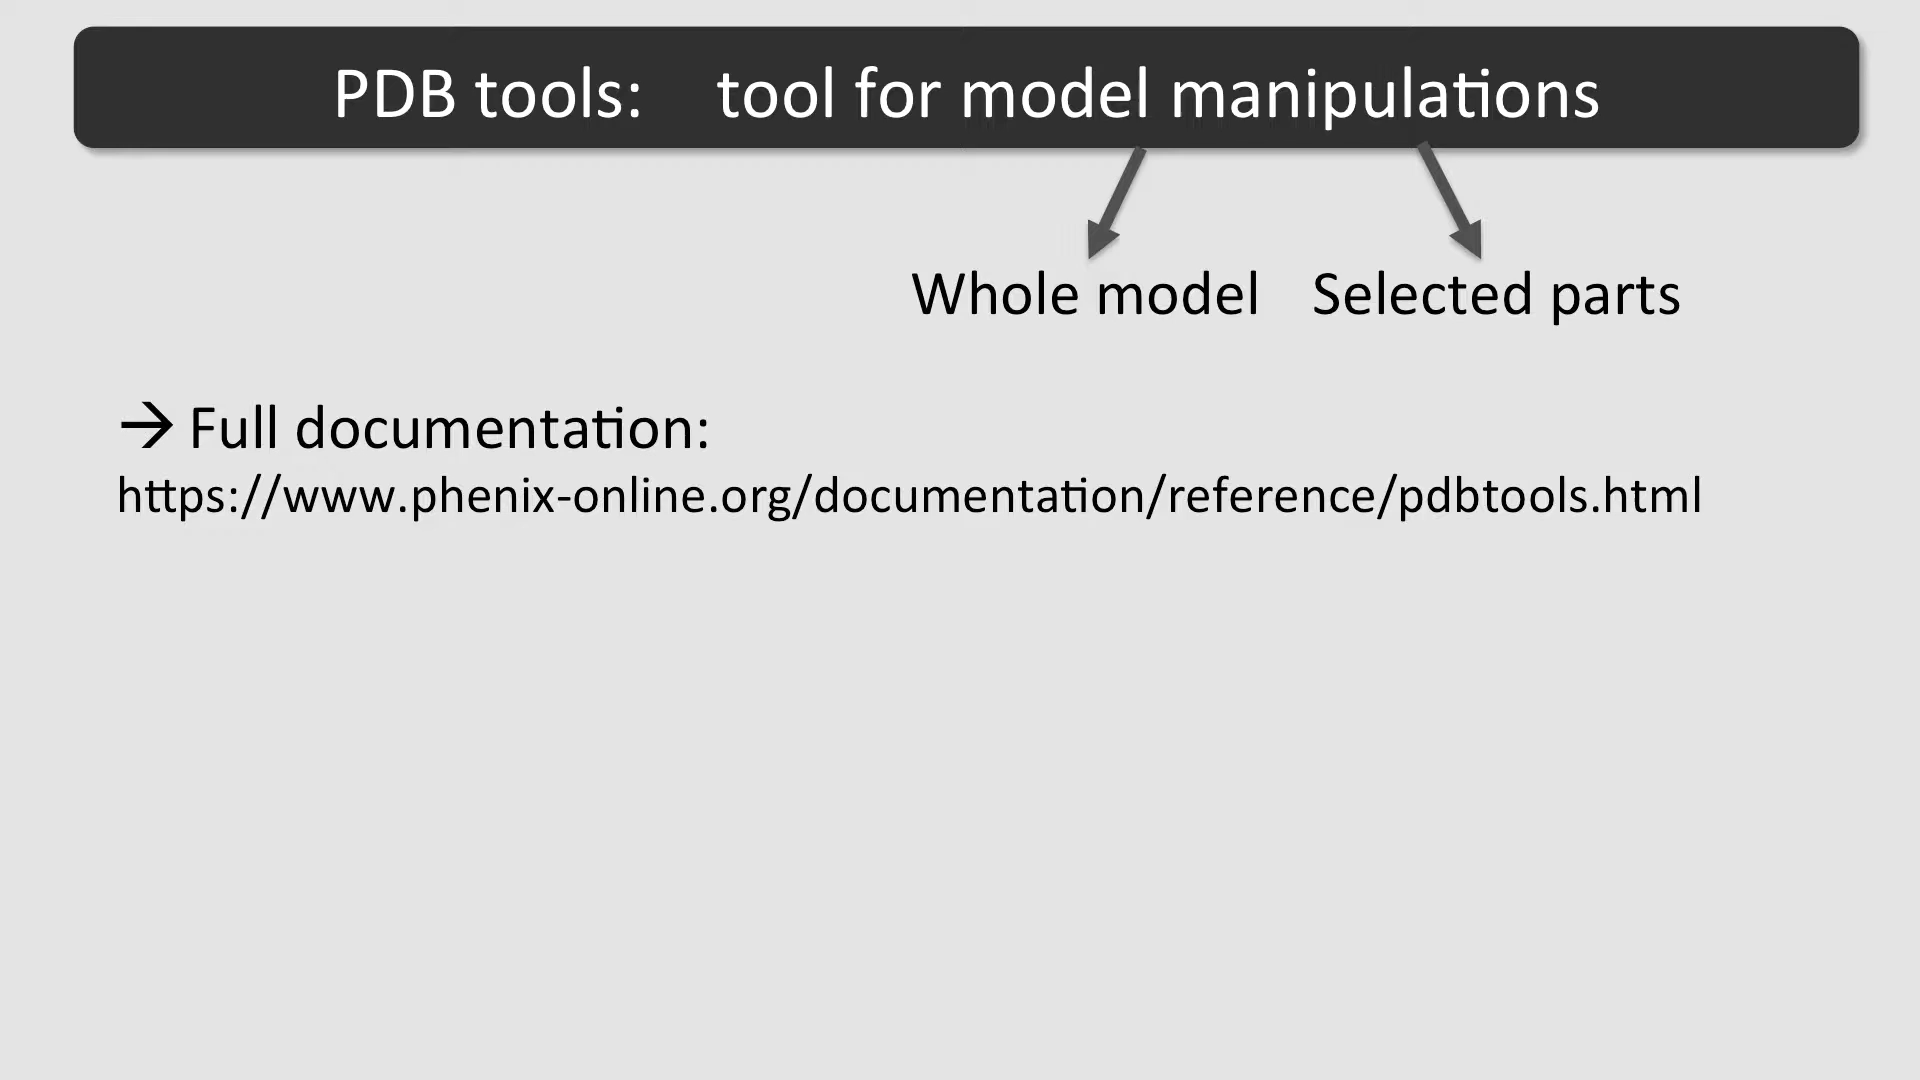 PDB tools: tool for model manipulations
Whole model Selected parts
→ Full documentation:
https://www.phenix-online.org/documentation/reference/pdbtools.html